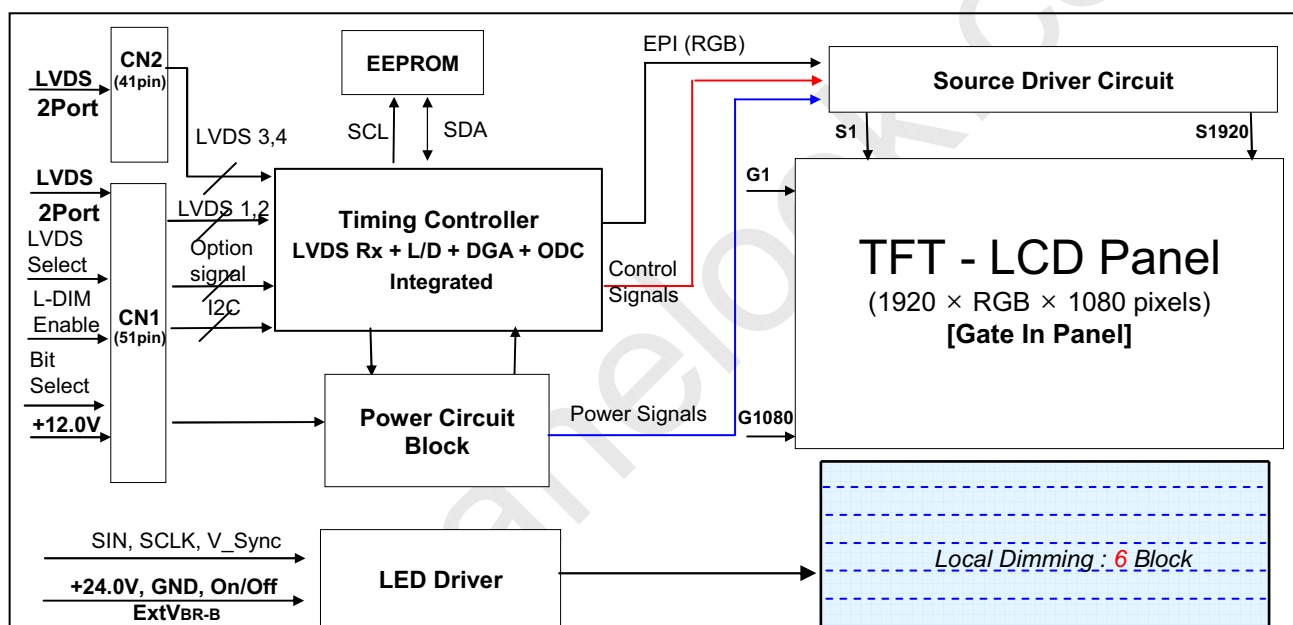 CN2
(41pin)
LVDS
2Port
LVDS 3,4
EEPROM
SCL
SDA
EPI (RGB)
Source Driver Circuit
S1
S1920
LVDS
2Port
LVDS 1,2
LVDS
Select
Option
signal
L-DIM
Enable
I2C
CN1
(51pin)
Bit
Select
+12.0V
Timing Controller
LVDS Rx + L/D + DGA + ODC
Integrated
Control
Signals
G1
TFT - LCD Panel
(1920 × RGB × 1080 pixels)
[Gate In Panel]
G1080
Power Circuit
Block
Power Signals
SIN, SCLK, V_Sync
+24.0V, GND, On/Off
ExtVBR-B
LED Driver
Local Dimming : 6 Block